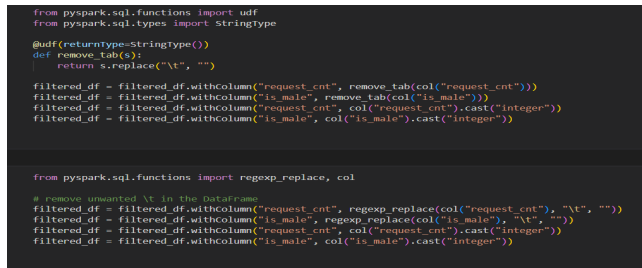 from pyspark.sql.functions import udf
from pyspark.sql.types import StringType
@udf(returnType=StringType())
def remove_tab(s):
    return s.replace("\t", "")
filtered_df = filtered_df.withColumn("request_cnt", remove_tab(col("request_cnt")))
filtered_df = filtered_df.withColumn("is_male", remove_tab(col("is_male")))
filtered_df = filtered_df.withColumn("request_cnt", col("request_cnt").cast("integer"))
filtered_df = filtered_df.withColumn("is_male", col("is_male").cast("integer"))
from pyspark.sql.functions import regexp_replace, col
# remove unwanted \t in the DataFrame
filtered_df = filtered_df.withColumn("request_cnt", regexp_replace(col("request_cnt"), "\t", ""))
filtered_df = filtered_df.withColumn("is_male", regexp_replace(col("is_male"), "\t", ""))
filtered_df = filtered_df.withColumn("request_cnt", col("request_cnt").cast("integer"))
filtered_df = filtered_df.withColumn("is_male", col("is_male").cast("integer"))